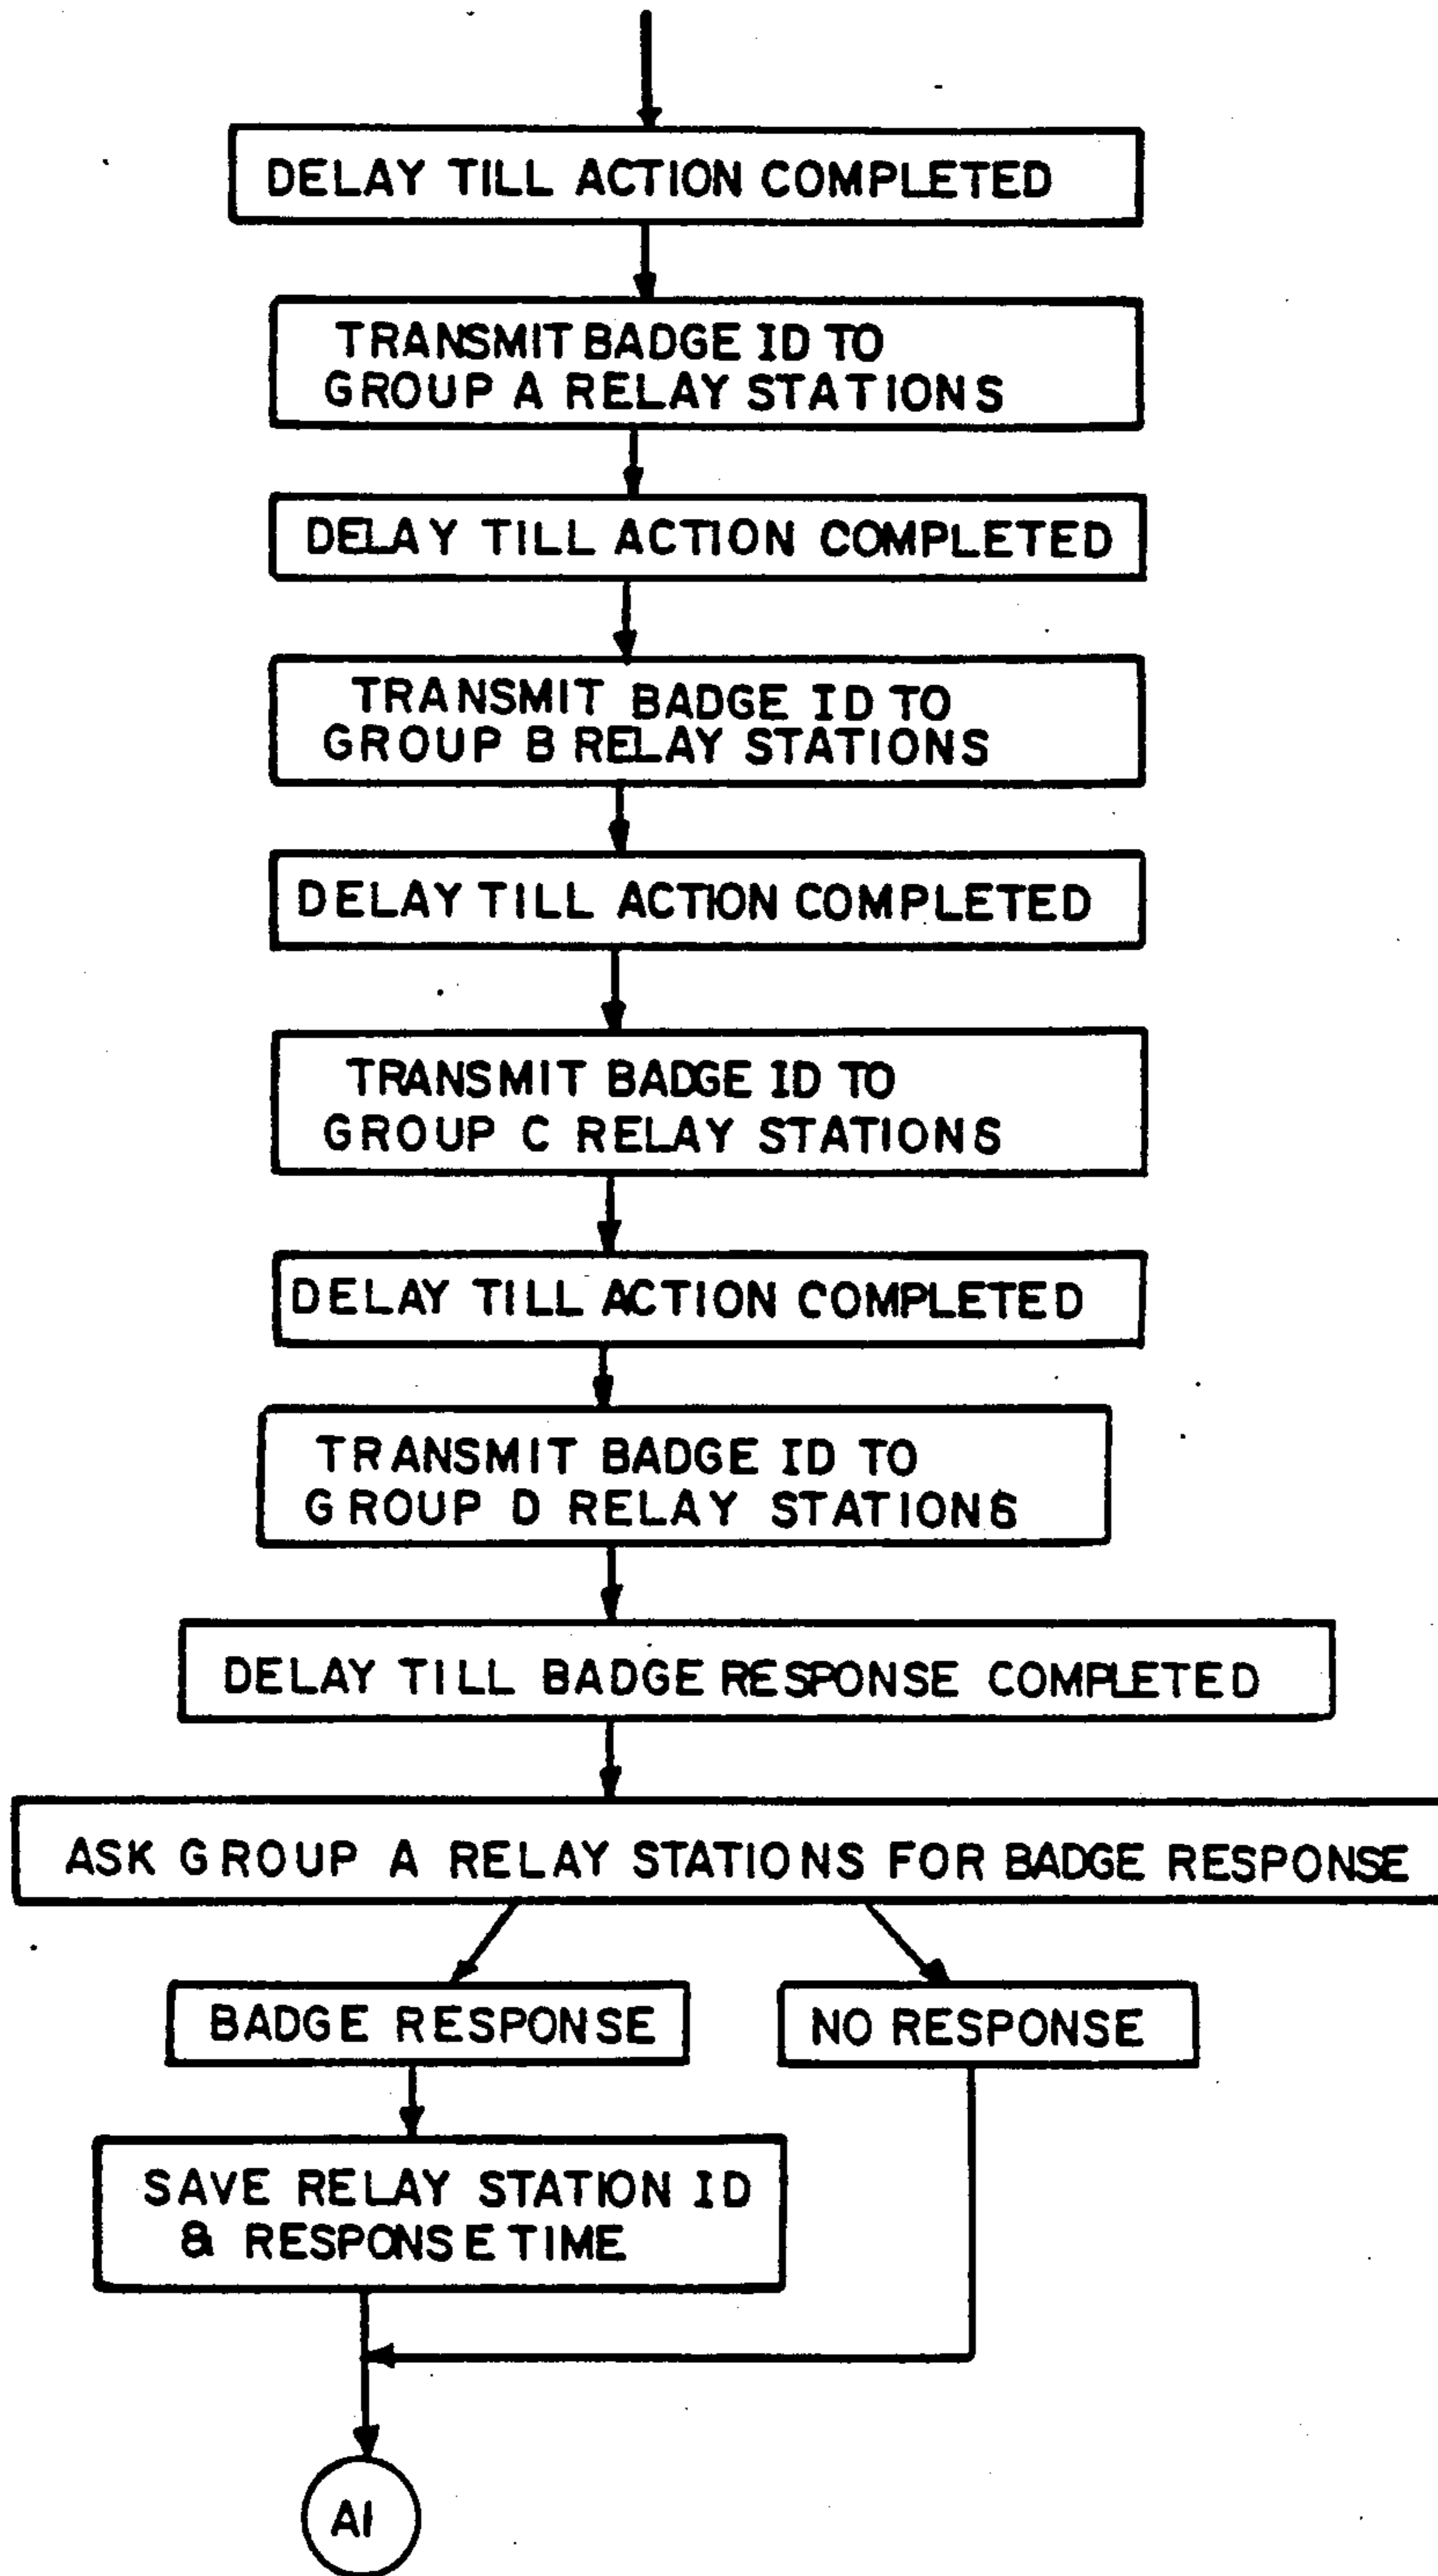 DELAY TILL ACTION COMPLETED
TRANSMIT BADGE ID TO
GROUP A RELAY STATIONS
DELAY TILL ACTION COMPLETED
TRANSMIT BADGE ID TO
GROUP B RELAY STATIONS
DELAY TILL ACTION COMPLETED
TRANSMIT BADGE ID TO
GROUP C RELAY STATIONS
DELAY TILL ACTION COMPLETED
TRANSMIT BADGE ID TO
GROUP D RELAY STATIONS
DELAY TILL BADGE RESPONSE COMPLETED
ASK GROUP A RELAY STATIONS FOR BADGE RESPONSE
BADGE RESPONSE
NO RESPONSE
SAVE RELAY STATION ID
& RESPONSE TIME
A1